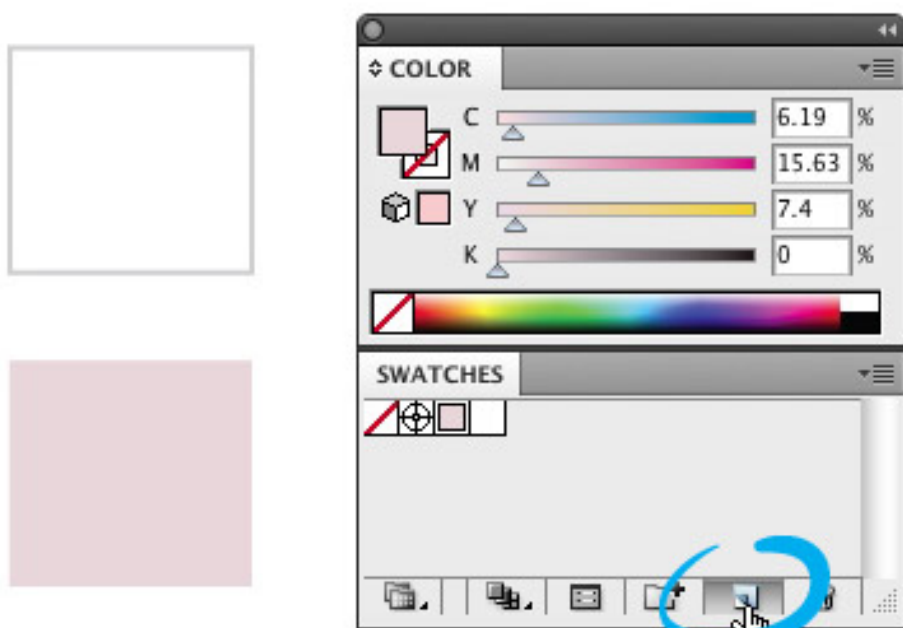 COLOR
C 6.19 %
M 15.63 %
Y 7.4 %
K 0 %
SWATCHES